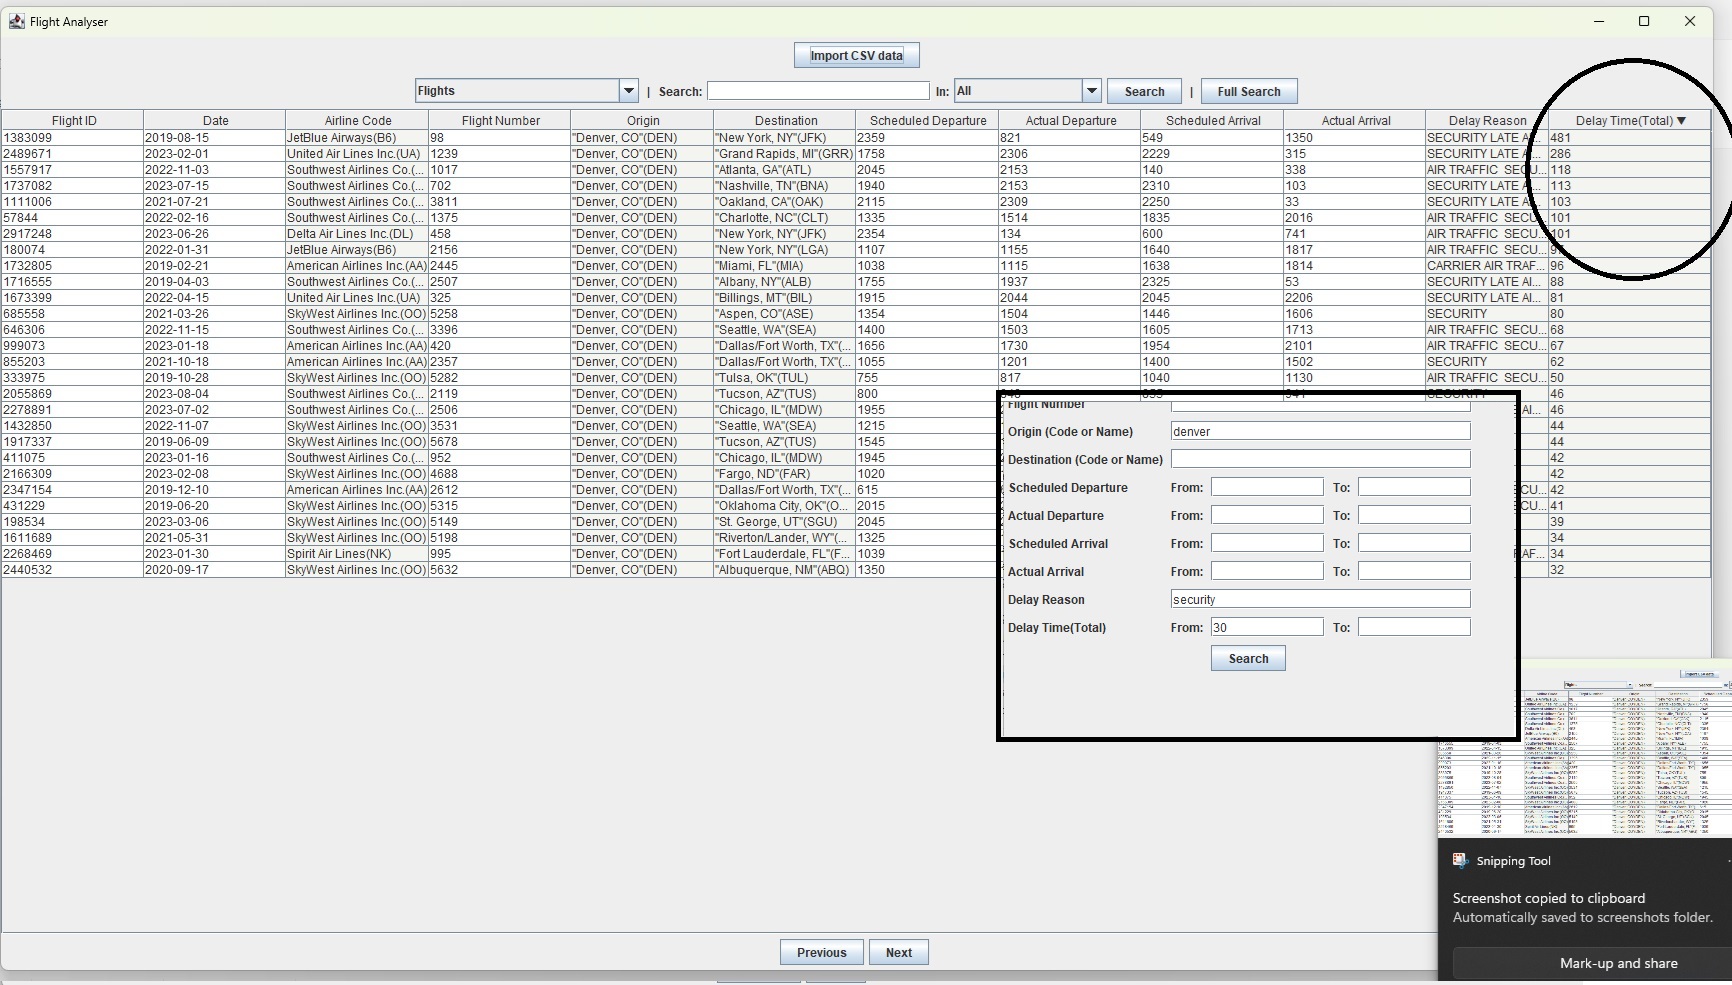 Flight Analyser
Import CSV data
Flights | Search: In: All Search | Full Search
Flight ID Date Airline Code Flight Number Origin Destination Scheduled Departure Actual Departure Scheduled Arrival Actual Arrival Delay Reason Delay Time(Total) ▼
1383099 2019-08-15 JetBlue Airways(B6) 98 "Denver, CO"(DEN) "New York, NY"(JFK) 2359 821 549 1350 SECURITY LATE A... 481
2489671 2023-02-01 United Air Lines Inc.(UA) 1239 "Denver, CO"(DEN) "Grand Rapids, MI"(GRR) 1758 2306 2229 315 SECURITY LATE A... 286
1557917 2022-11-03 Southwest Airlines Co.(... 1017 "Denver, CO"(DEN) "Atlanta, GA"(ATL) 2045 2153 140 338 AIR TRAFFIC SECU... 118
1737082 2023-07-15 Southwest Airlines Co.(... 702 "Denver, CO"(DEN) "Nashville, TN"(BNA) 1940 2153 2310 103 SECURITY LATE A... 113
1111006 2021-07-21 Southwest Airlines Co.(... 3811 "Denver, CO"(DEN) "Oakland, CA"(OAK) 2115 2309 2250 33 SECURITY LATE A... 103
57844 2022-02-16 Southwest Airlines Co.(... 1375 "Denver, CO"(DEN) "Charlotte, NC"(CLT) 1335 1514 1835 2016 AIR TRAFFIC SECU... 101
2917248 2023-06-26 Delta Air Lines Inc.(DL) 458 "Denver, CO"(DEN) "New York, NY"(JFK) 2354 134 600 741 AIR TRAFFIC SECU... 101
180074 2022-01-31 JetBlue Airways(B6) 2156 "Denver, CO"(DEN) "New York, NY"(LGA) 1107 1155 1640 1817 AIR TRAFFIC SECU...
1732805 2019-02-21 American Airlines Inc.(AA) 2445 "Denver, CO"(DEN) "Miami, FL"(MIA) 1038 1115 1638 1814 CARRIER AIR TRAF... 96
1716555 2019-04-03 Southwest Airlines Co.(... 2507 "Denver, CO"(DEN) "Albany, NY"(ALB) 1755 1937 2325 53 SECURITY LATE AI... 88
1673399 2022-04-15 United Air Lines Inc.(UA) 325 "Denver, CO"(DEN) "Billings, MT"(BIL) 1915 2044 2045 2206 SECURITY LATE AI... 81
685558 2021-03-26 SkyWest Airlines Inc.(OO) 5258 "Denver, CO"(DEN) "Aspen, CO"(ASE) 1354 1504 1446 1606 SECURITY 80
646306 2022-11-15 Southwest Airlines Co.(... 3396 "Denver, CO"(DEN) "Seattle, WA"(SEA) 1400 1503 1605 1713 AIR TRAFFIC SECU... 68
999073 2023-01-18 American Airlines Inc.(AA) 420 "Denver, CO"(DEN) "Dallas/Fort Worth, TX"(... 1656 1730 1954 2101 AIR TRAFFIC SECU... 67
855203 2021-10-18 American Airlines Inc.(AA) 2357 "Denver, CO"(DEN) "Dallas/Fort Worth, TX"(... 1055 1201 1400 1502 SECURITY 62
333975 2019-10-28 SkyWest Airlines Inc.(OO) 5282 "Denver, CO"(DEN) "Tulsa, OK"(TUL) 755 817 1040 1130 AIR TRAFFIC SECU... 50
2055869 2023-08-04 Southwest Airlines Co.(... 2119 "Denver, CO"(DEN) "Tucson, AZ"(TUS) 800 46
2278891 2023-07-02 Southwest Airlines Co.(... 2506 "Denver, CO"(DEN) "Chicago, IL"(MDW) 1955 AI... 46
1432850 2022-11-07 SkyWest Airlines Inc.(OO) 3531 "Denver, CO"(DEN) "Seattle, WA"(SEA) 1215 44
1917337 2019-06-09 SkyWest Airlines Inc.(OO) 5678 "Denver, CO"(DEN) "Tucson, AZ"(TUS) 1545 44
411075 2023-01-16 Southwest Airlines Co.(... 952 "Denver, CO"(DEN) "Chicago, IL"(MDW) 1945 42
2166309 2023-02-08 SkyWest Airlines Inc.(OO) 4688 "Denver, CO"(DEN) "Fargo, ND"(FAR) 1020 42
2347154 2019-12-10 American Airlines Inc.(AA) 2612 "Denver, CO"(DEN) "Dallas/Fort Worth, TX"(... 615 CU... 42
431229 2019-06-20 SkyWest Airlines Inc.(OO) 5315 "Denver, CO"(DEN) "Oklahoma City, OK"(O... 2015 CU... 41
198534 2023-03-06 SkyWest Airlines Inc.(OO) 5149 "Denver, CO"(DEN) "St. George, UT"(SGU) 2045 39
1611689 2021-05-31 SkyWest Airlines Inc.(OO) 5198 "Denver, CO"(DEN) "Riverton/Lander, WY"(... 1325 34
2268469 2023-01-30 Spirit Air Lines(NK) 995 "Denver, CO"(DEN) "Fort Lauderdale, FL"(F... 1039 AF... 34
2440532 2020-09-17 SkyWest Airlines Inc.(OO) 5632 "Denver, CO"(DEN) "Albuquerque, NM"(ABQ) 1350 32
Flight Number
Origin (Code or Name) denver
Destination (Code or Name)
Scheduled Departure From: To:
Actual Departure From: To:
Scheduled Arrival From: To:
Actual Arrival From: To:
Delay Reason security
Delay Time(Total) From: 30 To:
Search
Previous Next
Snipping Tool
Screenshot copied to clipboard
Automatically saved to screenshots folder.
Mark-up and share